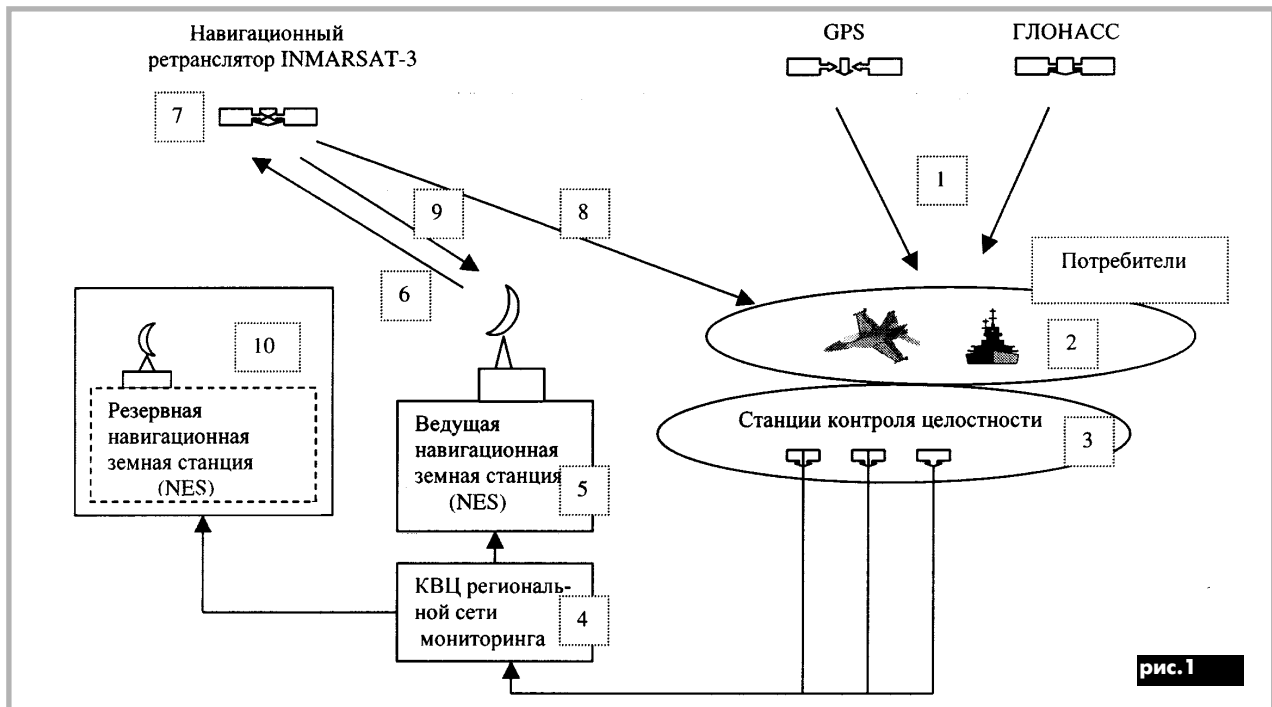 Навигационный
ретранслятор INMARSAT-3
GPS
ГЛОНАСС
7
1
9
8
Потребители
6
10
2
Резервная
навигационная
земная станция
(NES)
Ведущая
навигационная
земная станция
(NES)
5
Станции контроля целостности
3
КВЦ региональ-
ной сети
мониторинга
4
рис.1